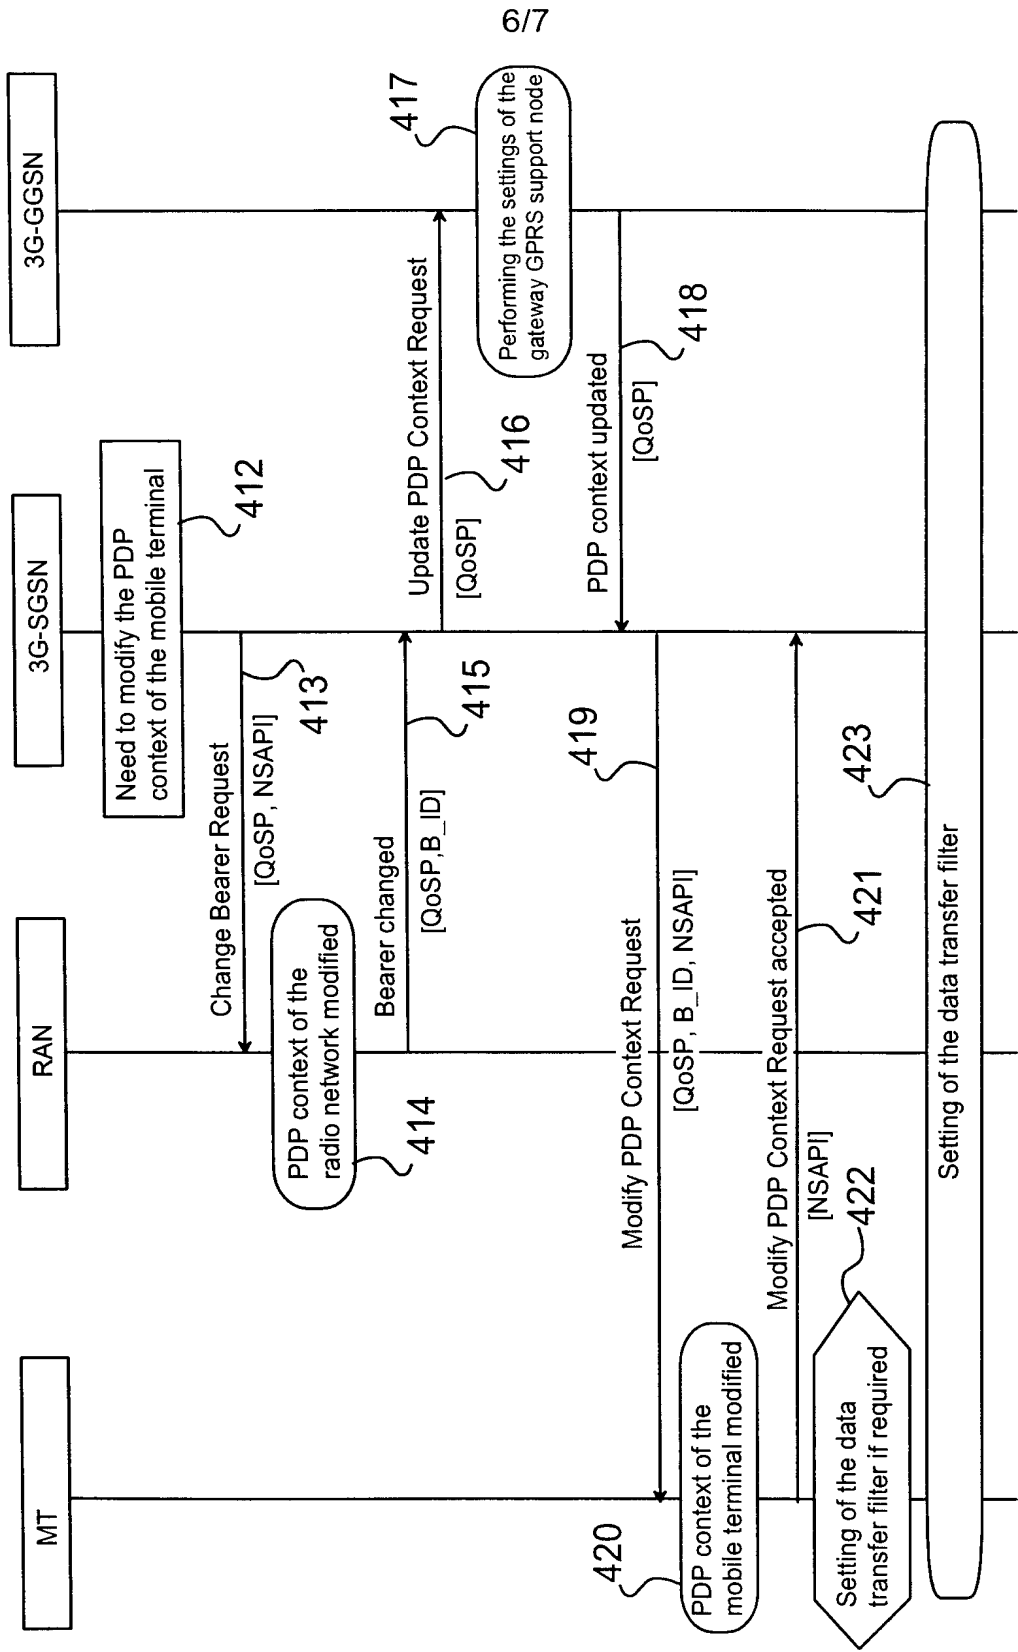 6/7
MT
RAN
3G-SGSN
3G-GGSN
Need to modify the PDP
context of the mobile terminal
412
Change Bearer Request
[QoSP, NSAPI]
413
PDP context of the
radio network modified
414
Bearer changed
[QoSP,B_ID]
415
Update PDP Context Request
[QoSP]
416
417
Performing the settings of the
gateway GPRS support node
PDP context updated
[QoSP]
418
419
Modify PDP Context Request
[QoSP, B_ID, NSAPI]
420
PDP context of the
mobile terminal modified
Modify PDP Context Request accepted
[NSAPI]
421
422
Setting of the data
transfer filter if required
423
Setting of the data transfer filter